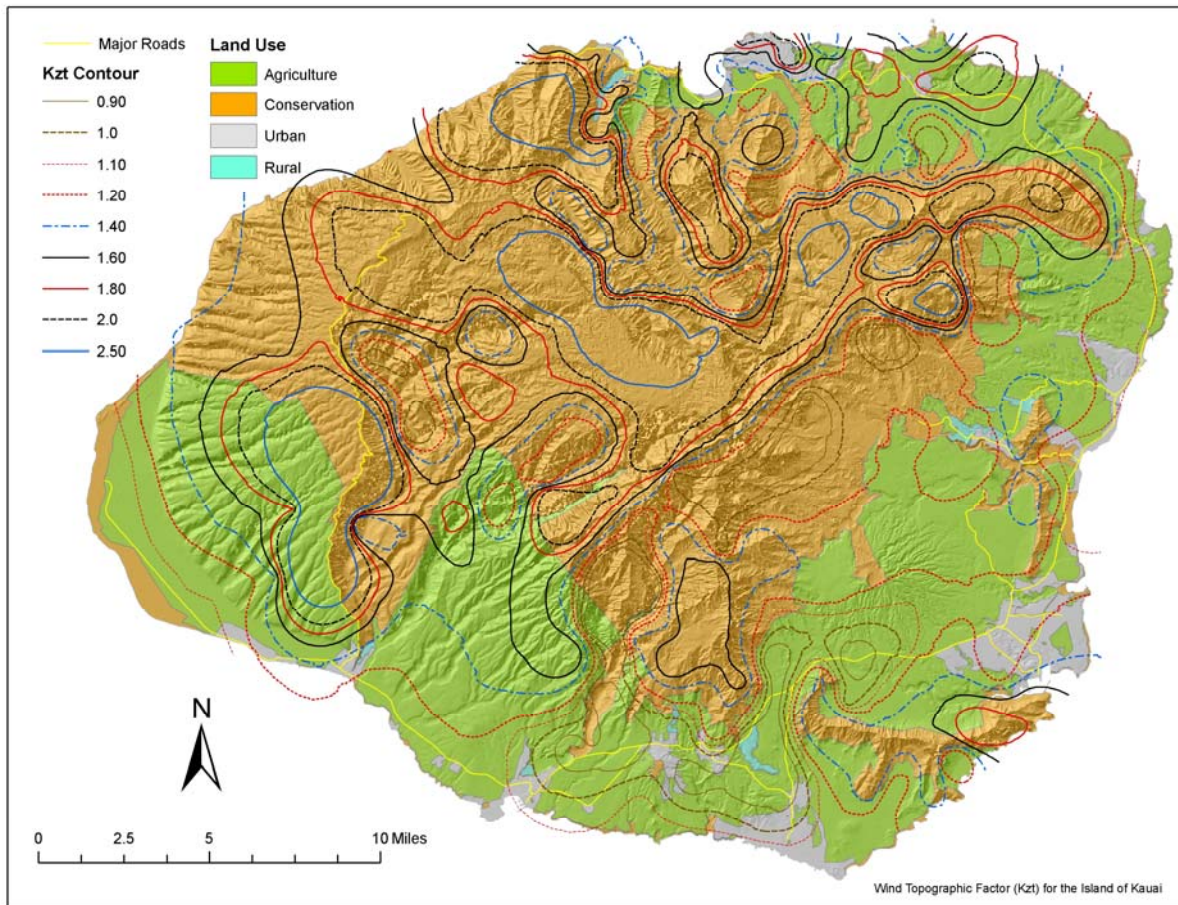 Major Roads
Kzt Contour
0.90
1.0
1.10
1.20
1.40
1.60
1.80
2.0
2.50
Land Use
Agriculture
Conservation
Urban
Rural
N
0 2.5 5 10 Miles
Wind Topographic Factor (Kzt) for the Island of Kauai